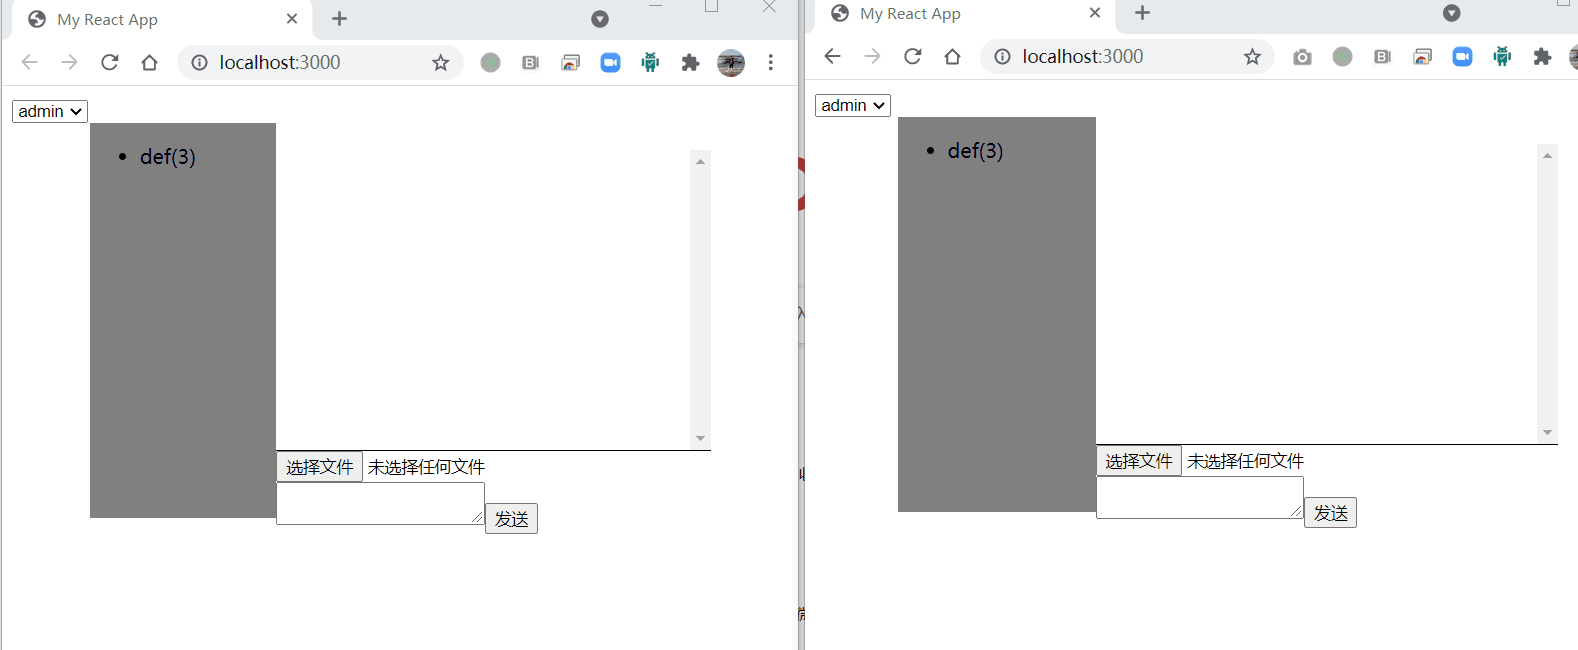 My React App
localhost:3000
admin
def(3)
选择文件 未选择任何文件
发送
My React App
localhost:3000
admin
def(3)
选择文件 未选择任何文件
发送